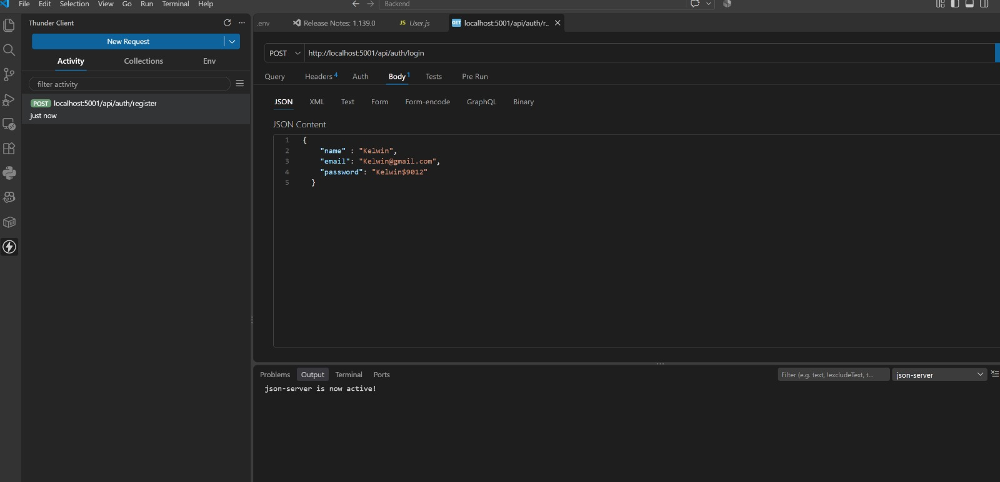 File Edit Selection View Go Run Terminal Help
Backend
Thunder Client
.env
Release Notes: 1.139.0
JS User.js
GET localhost:5001/api/auth/r..
New Request
Activity Collections Env
filter activity
POST localhost:5001/api/auth/register
just now
POST http://localhost:5001/api/auth/login
Query Headers 4 Auth Body 1 Tests Pre Run
JSON XML Text Form Form-encode GraphQL Binary
JSON Content
1 {
2 "name" : "Kelwin",
3 "email": "Kelwin@gmail.com",
4 "password": "Kelwin$9012"
5 }
Problems Output Terminal Ports
Filter (e.g. text, !excludeText, t...
json-server
json-server is now active!